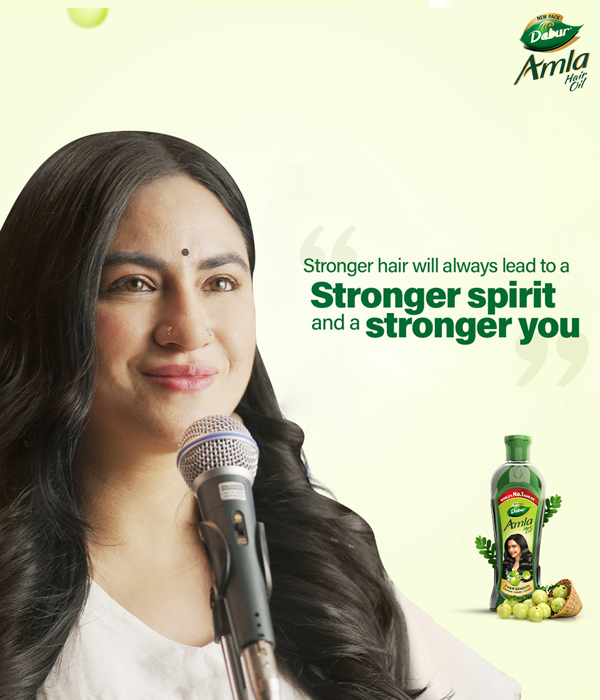 NEW PACK
Dabur
Amla
Hair
Oil
“
Stronger hair will always lead to a
Stronger spirit
and a stronger you
”
Dabur
Amla